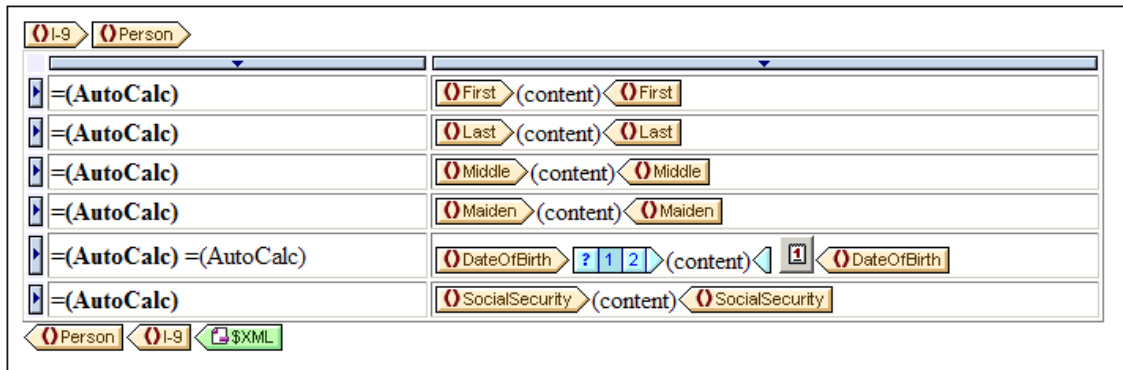 ()I-9 ()Person
=(AutoCalc) ()First (content) ()First
=(AutoCalc) ()Last (content) ()Last
=(AutoCalc) ()Middle (content) ()Middle
=(AutoCalc) ()Maiden (content) ()Maiden
=(AutoCalc) =(AutoCalc) ()DateOfBirth ? 1 2 (content) 1 ()DateOfBirth
=(AutoCalc) ()SocialSecurity (content) ()SocialSecurity
()Person ()I-9 $XML